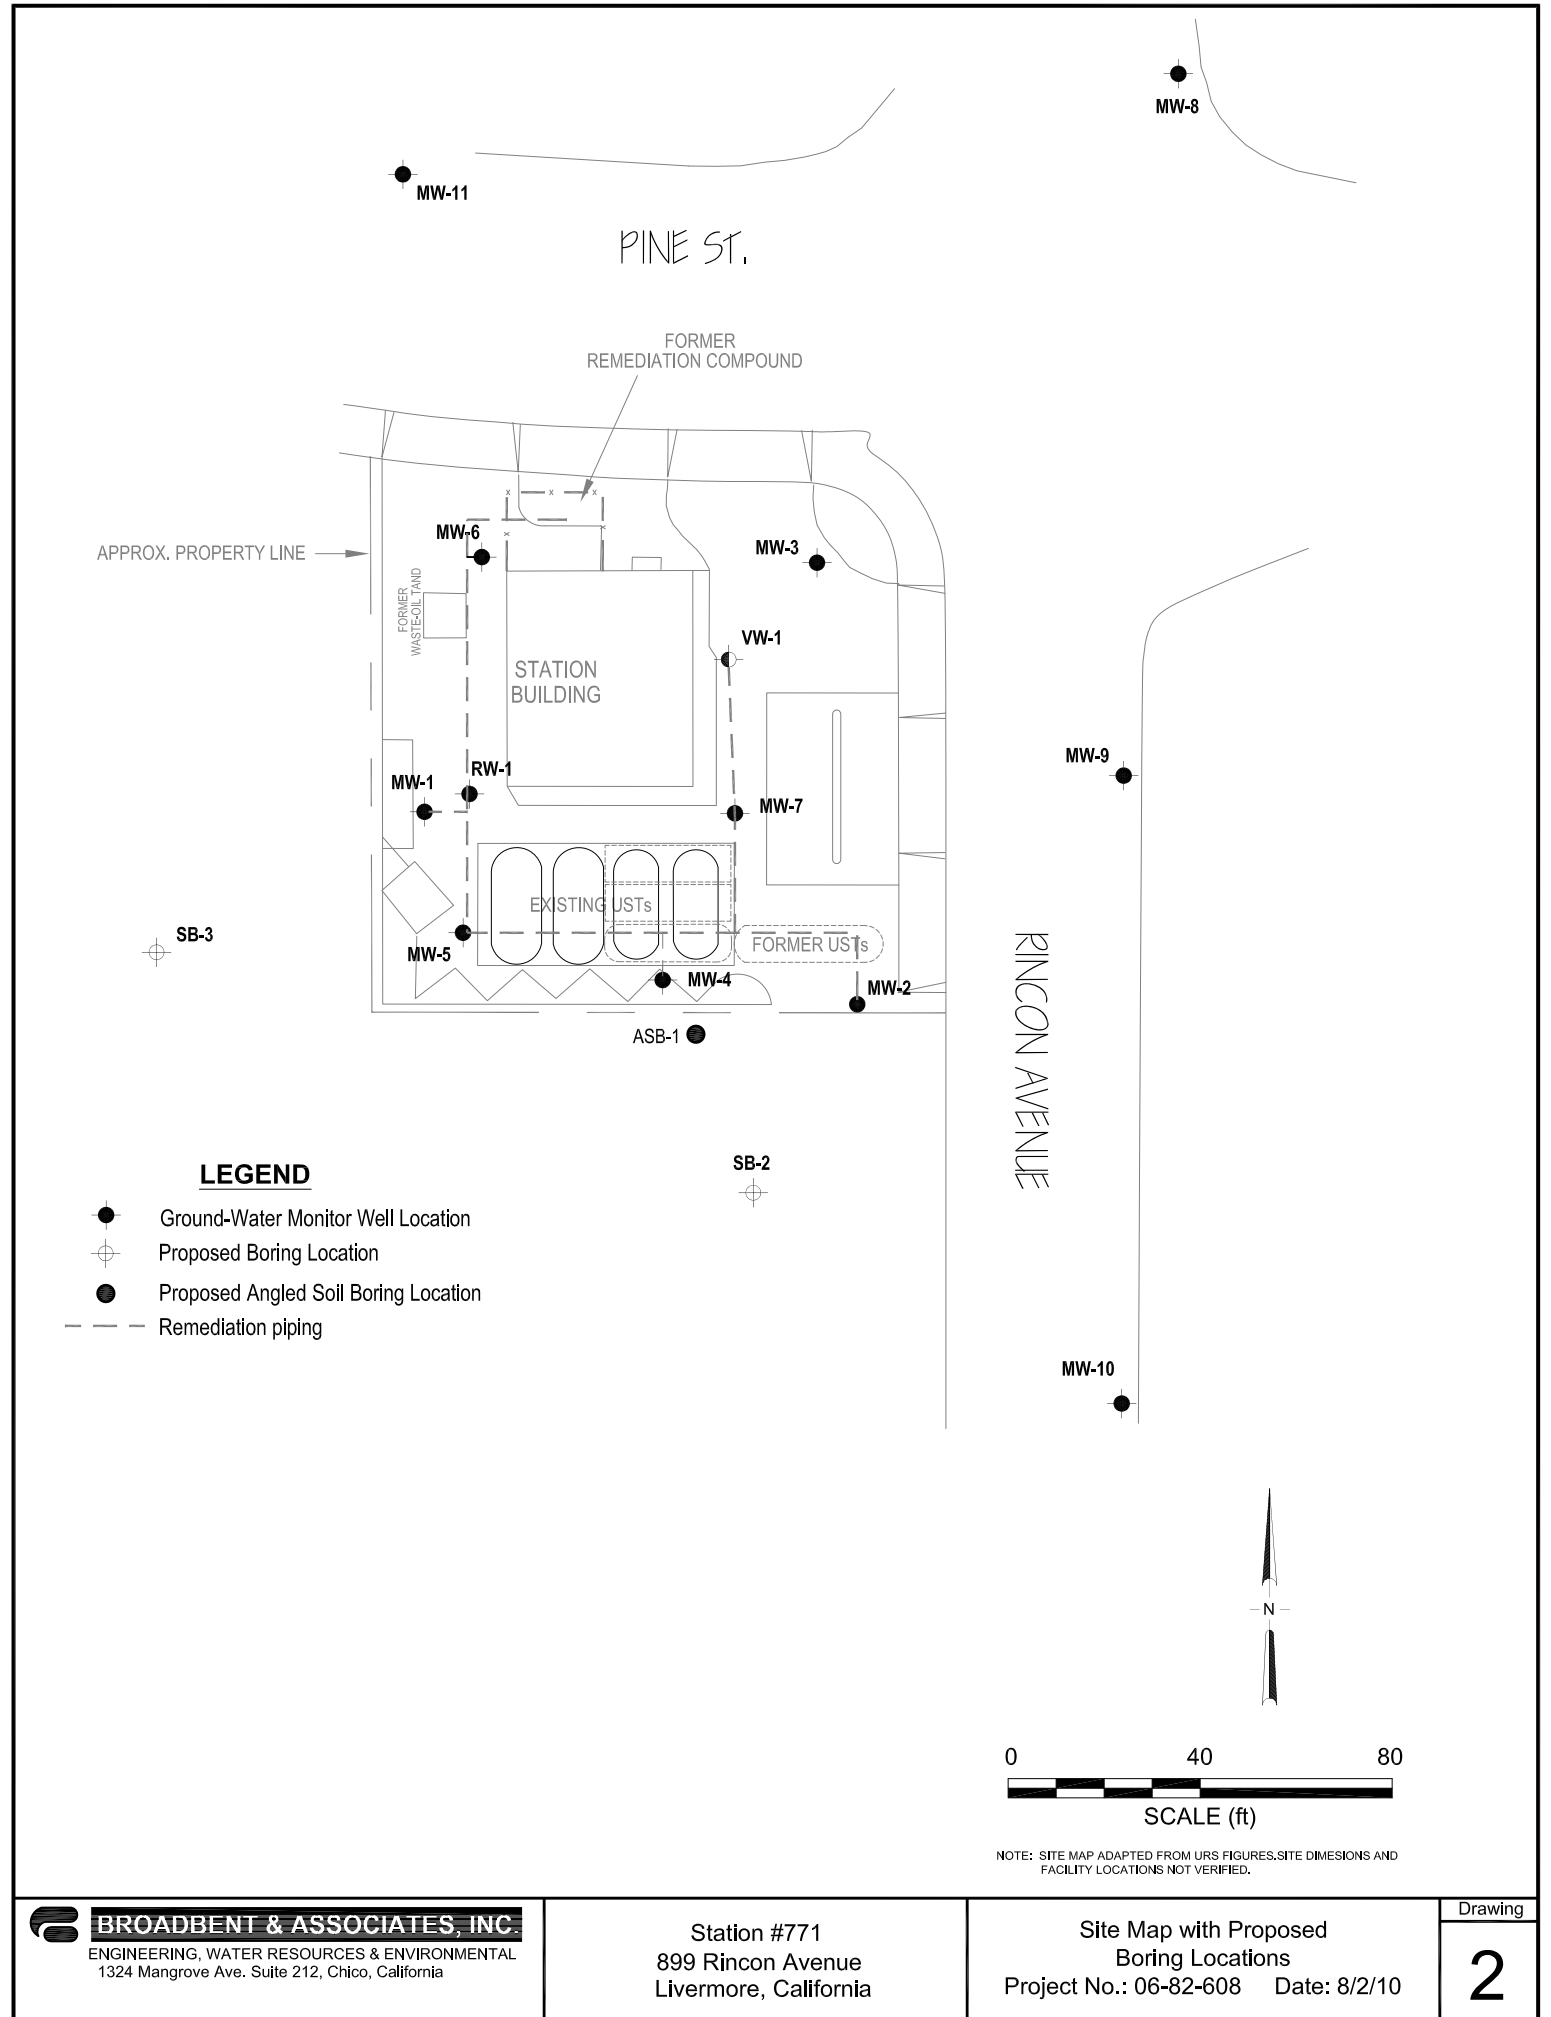 MW-8
MW-11
PINE ST.
FORMER
REMEDIATION COMPOUND
MW-6
MW-3
APPROX. PROPERTY LINE
FORMER
WASTE-OIL TAND
VW-1
STATION
BUILDING
MW-9
RW-1
MW-1
MW-7
EXISTING USTs
SB-3
MW-5
FORMER USTs
MW-4
MW-2
RINCON AVENUE
ASB-1
SB-2
LEGEND
Ground-Water Monitor Well Location
Proposed Boring Location
Proposed Angled Soil Boring Location
Remediation piping
MW-10
N
0 40 80
SCALE (ft)
NOTE: SITE MAP ADAPTED FROM URS FIGURES.SITE DIMESIONS AND
FACILITY LOCATIONS NOT VERIFIED.
BROADBENT & ASSOCIATES, INC.
ENGINEERING, WATER RESOURCES & ENVIRONMENTAL
1324 Mangrove Ave. Suite 212, Chico, California
Station #771
899 Rincon Avenue
Livermore, California
Site Map with Proposed
Boring Locations
Project No.: 06-82-608 Date: 8/2/10
Drawing
2